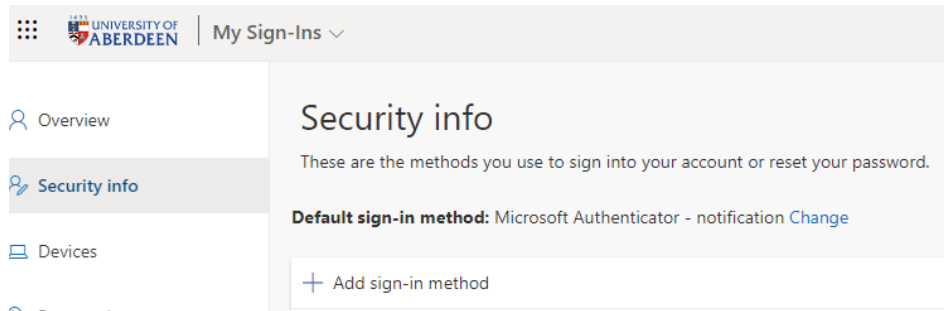 1495
UNIVERSITY OF
ABERDEEN
My Sign-Ins
Overview
Security info
Devices
Security info
These are the methods you use to sign into your account or reset your password.
Default sign-in method: Microsoft Authenticator - notification Change
Add sign-in method